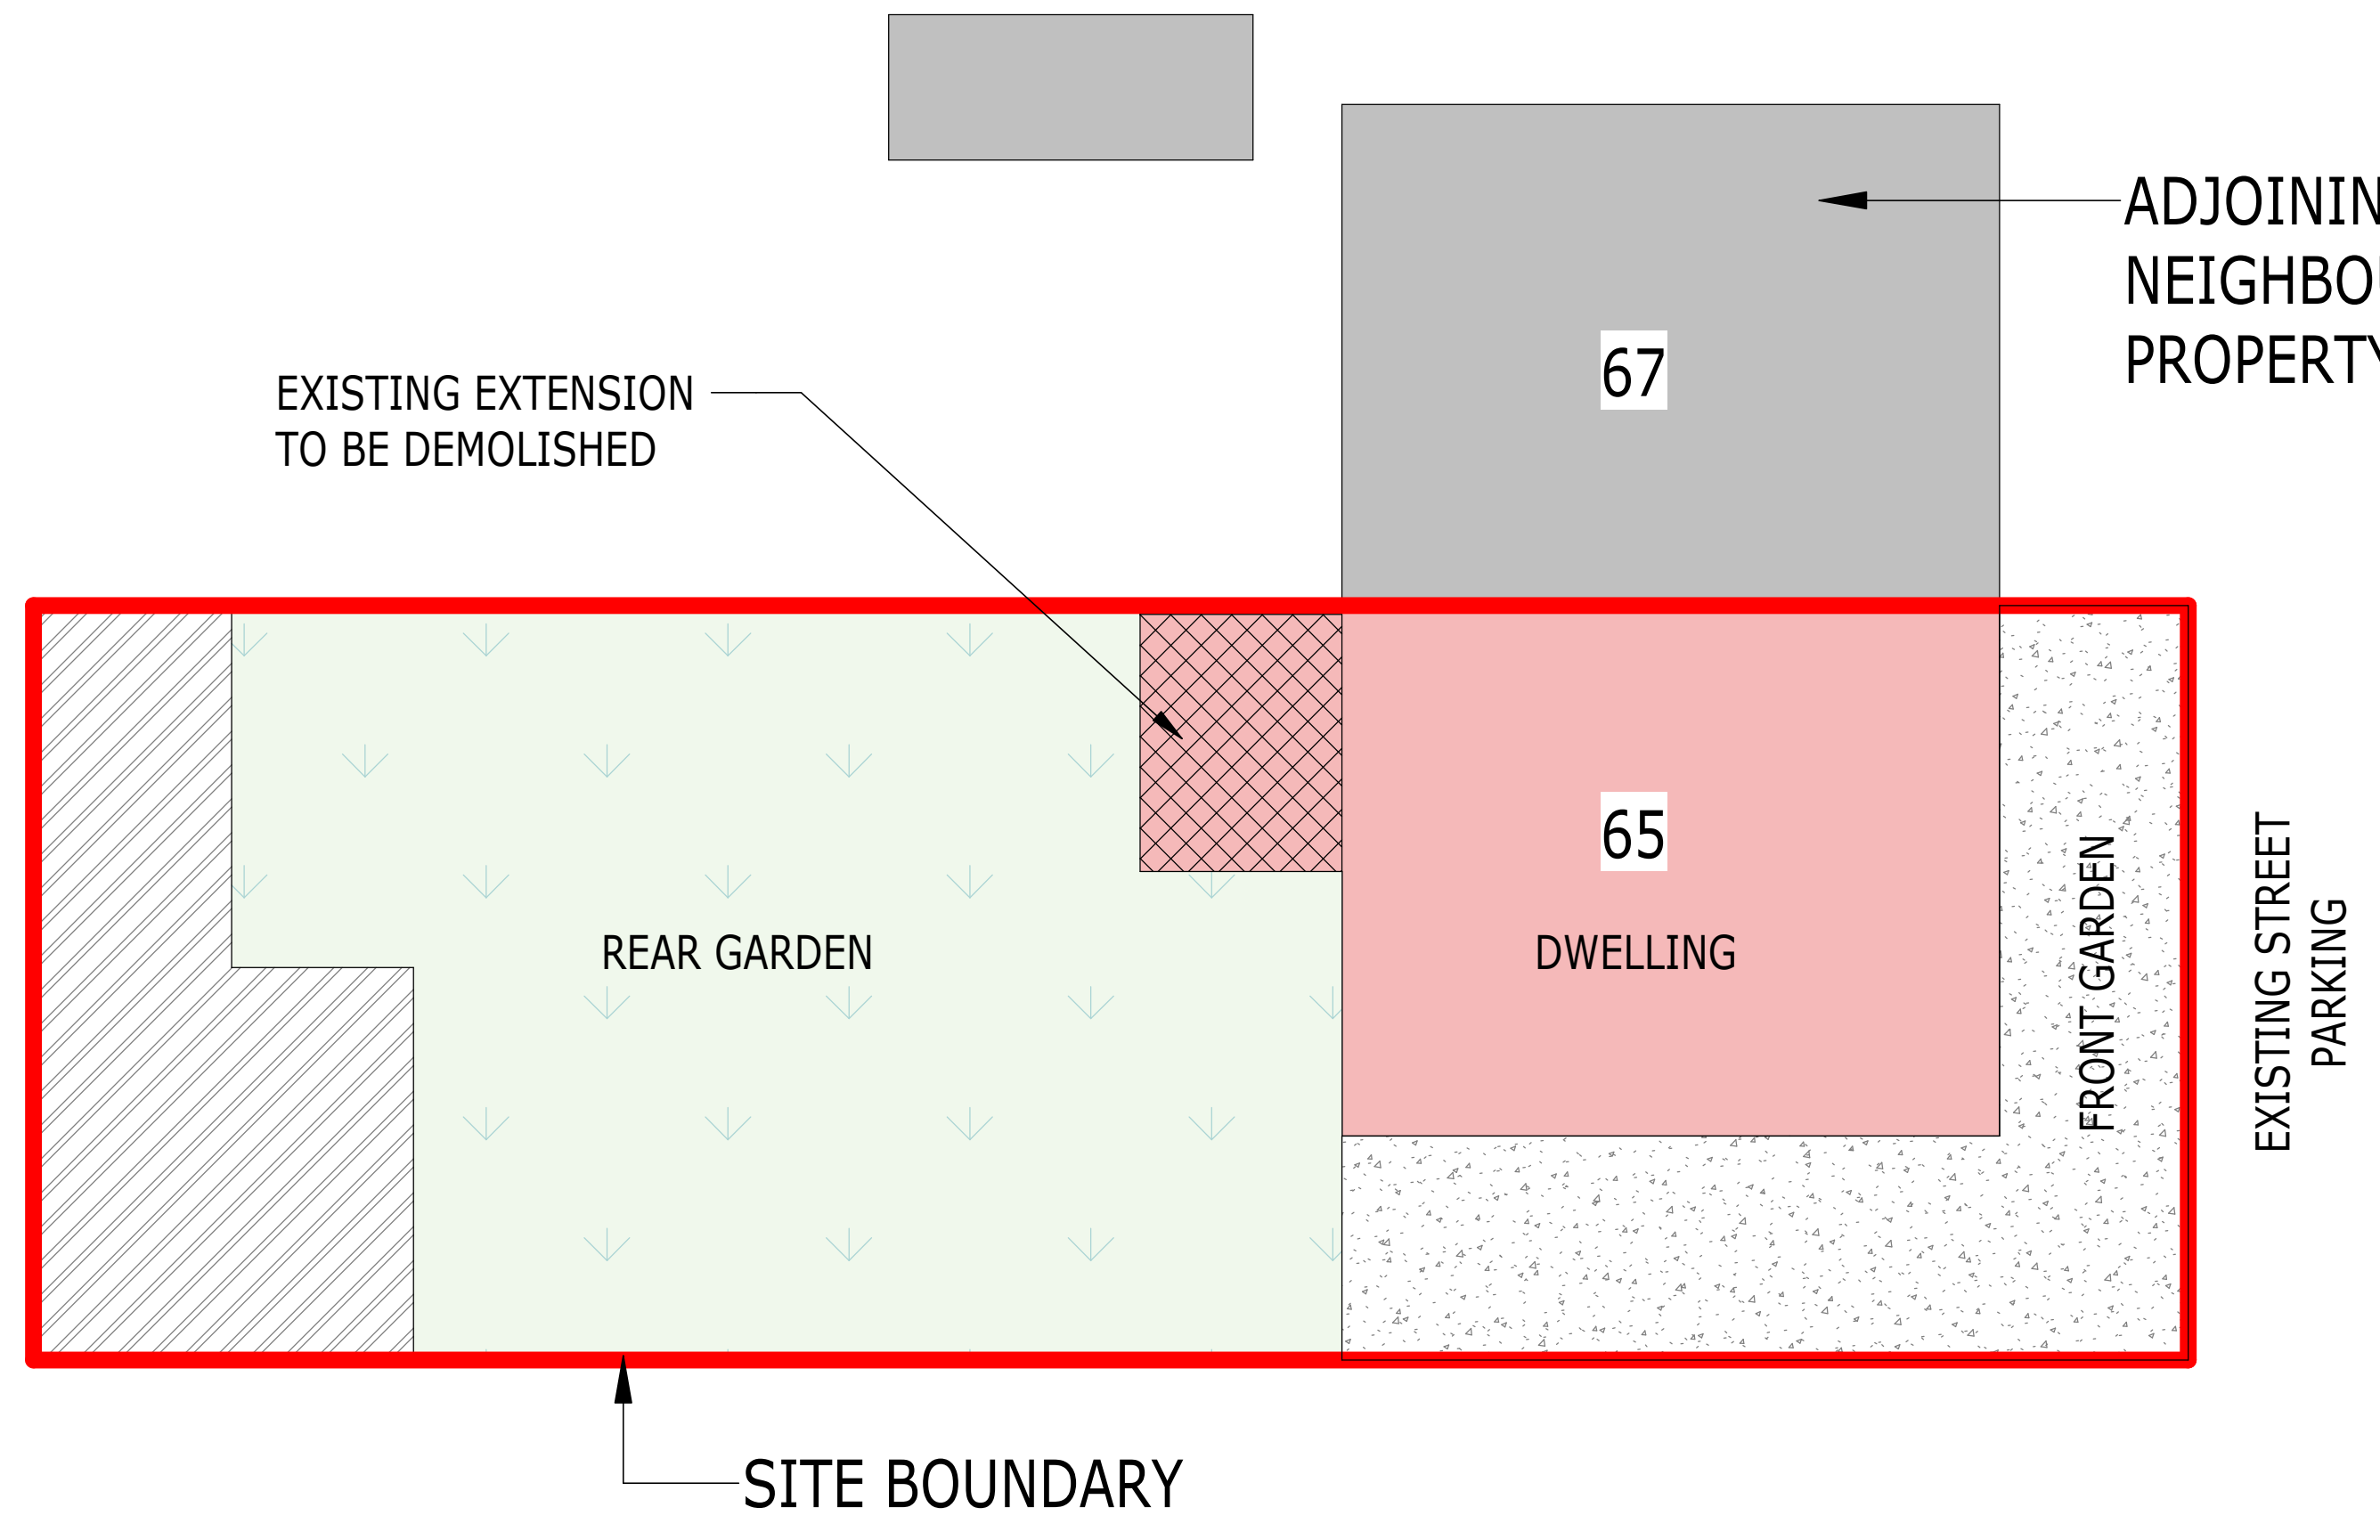 ADJOININ
NEIGHBO
PROPERTY
67
EXISTING EXTENSION
TO BE DEMOLISHED
65
REAR GARDEN
DWELLING
FRONT GARDEN
EXISTING STREET
PARKING
SITE BOUNDARY